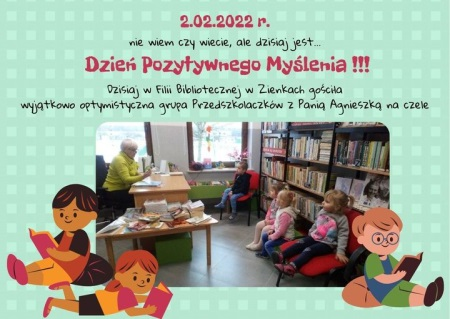 2.02.2022 r.
nie wiem czy wiecie, ale dzisiaj jest...
Dzień Pozytywnego Myślenia !!!
Dzisiaj w Filii Bibliotecznej w Zienkach gościła
wyjątkowo optymistyczna grupa Przedszkolaczków z Panią Agnieszką na czele